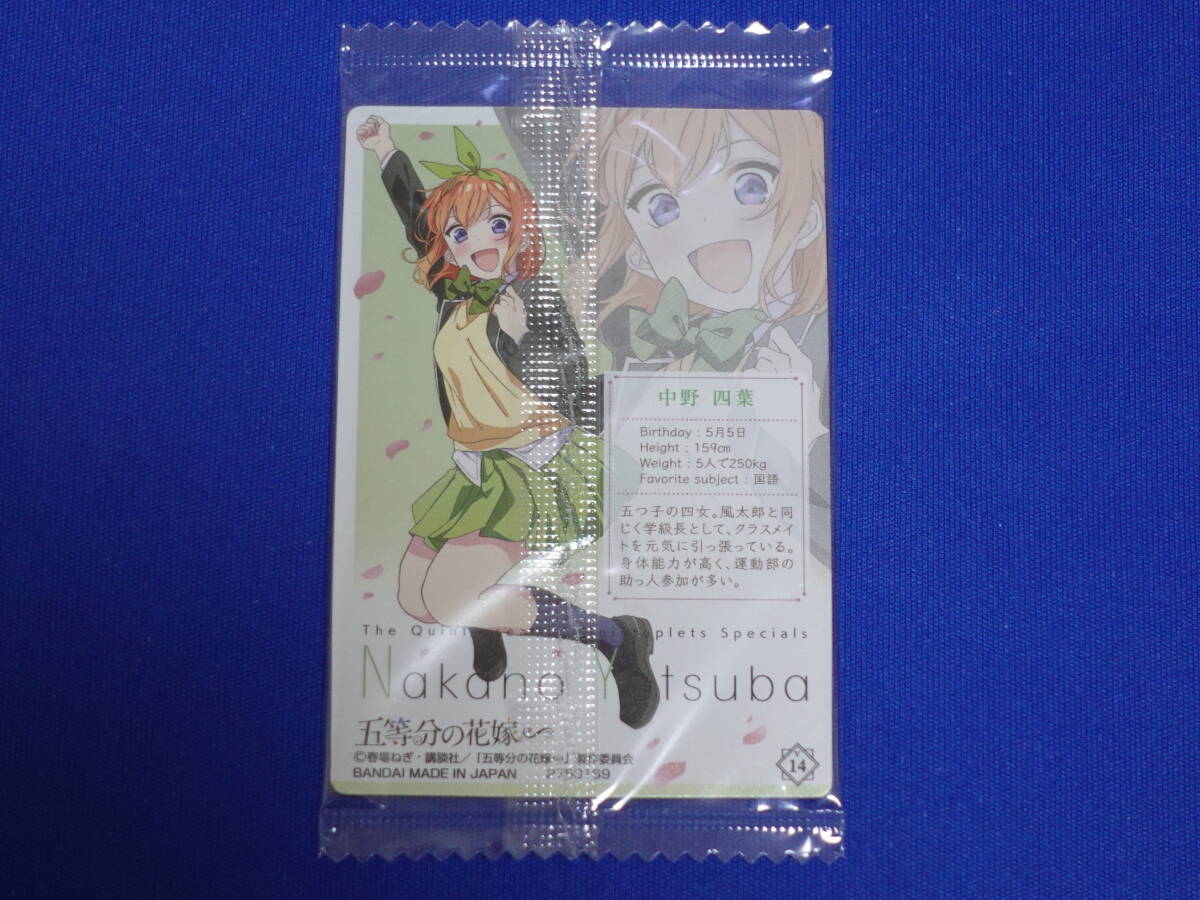 中野 四葉
Birthday : 5月5日
Height : 159cm
Weight : 5人で250kg
Favorite subject : 国語
五つ子の四女。風太郎と同
じく学級長として、クラスメイ
トを元気に引っ張っている。
身体能力が高く、運動部の
助っ人参加が多い。
The Specials
Nakano Yotsuba
五等分の花嫁∽
©春場ねぎ・講談社/「五等分の花嫁∽」製作委員会
BANDAI MADE IN JAPAN 2753169
V
14